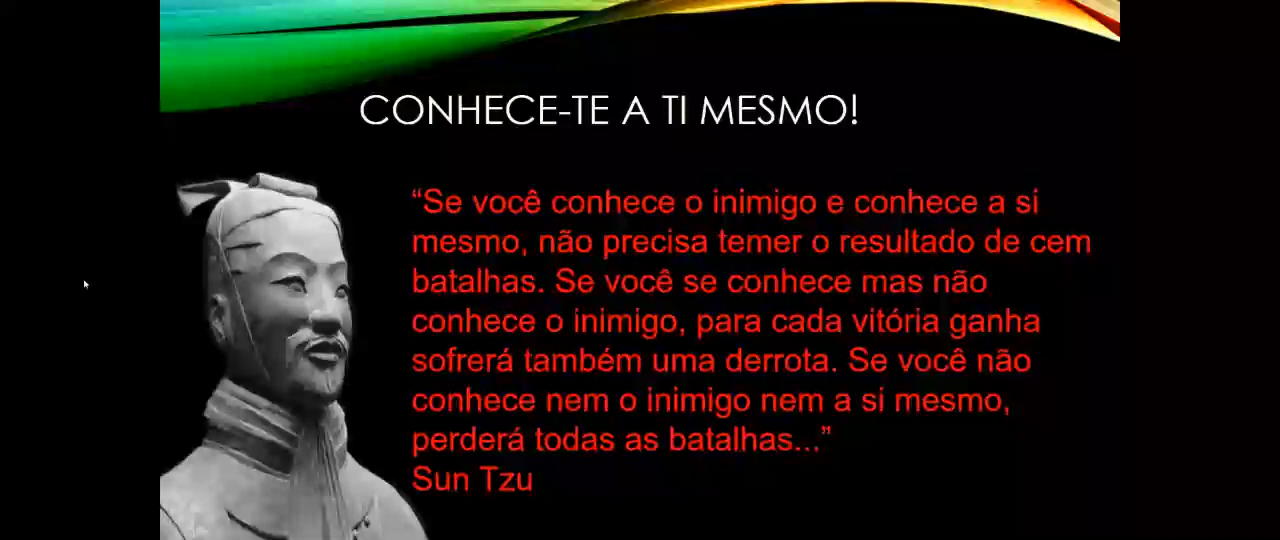 CONHECE-TE A TI MESMO!
“Se você conhece o inimigo e conhece a si
mesmo, não precisa temer o resultado de cem
batalhas. Se você se conhece mas não
conhece o inimigo, para cada vitória ganha
sofrerá também uma derrota. Se você não
conhece nem o inimigo nem a si mesmo,
perderá todas as batalhas...”
Sun Tzu